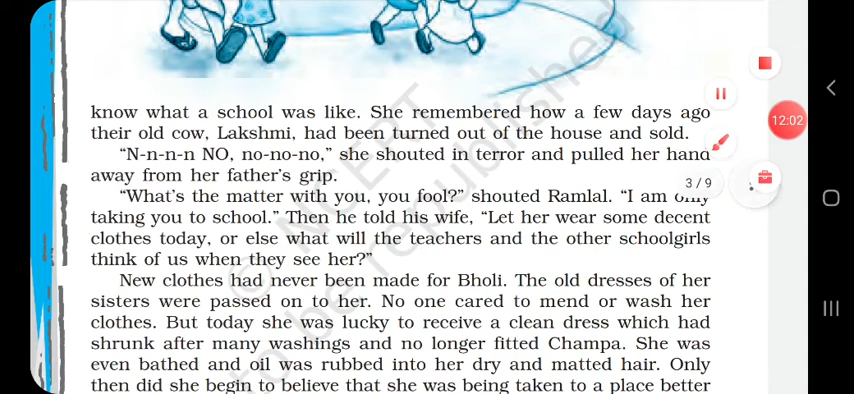 know what a school was like. She remembered how a few days ago
their old cow, Lakshmi, had been turned out of the house and sold.
“N-n-n-n NO, no-no-no,” she shouted in terror and pulled her hand
away from her father’s grip.
“What’s the matter with you, you fool?” shouted Ramlal. “I am only
taking you to school.” Then he told his wife, “Let her wear some decent
clothes today, or else what will the teachers and the other schoolgirls
think of us when they see her?”
New clothes had never been made for Bholi. The old dresses of her
sisters were passed on to her. No one cared to mend or wash her
clothes. But today she was lucky to receive a clean dress which had
shrunk after many washings and no longer fitted Champa. She was
even bathed and oil was rubbed into her dry and matted hair. Only
then did she begin to believe that she was being taken to a place better
12:02
3/9
© NCERT
to be republished